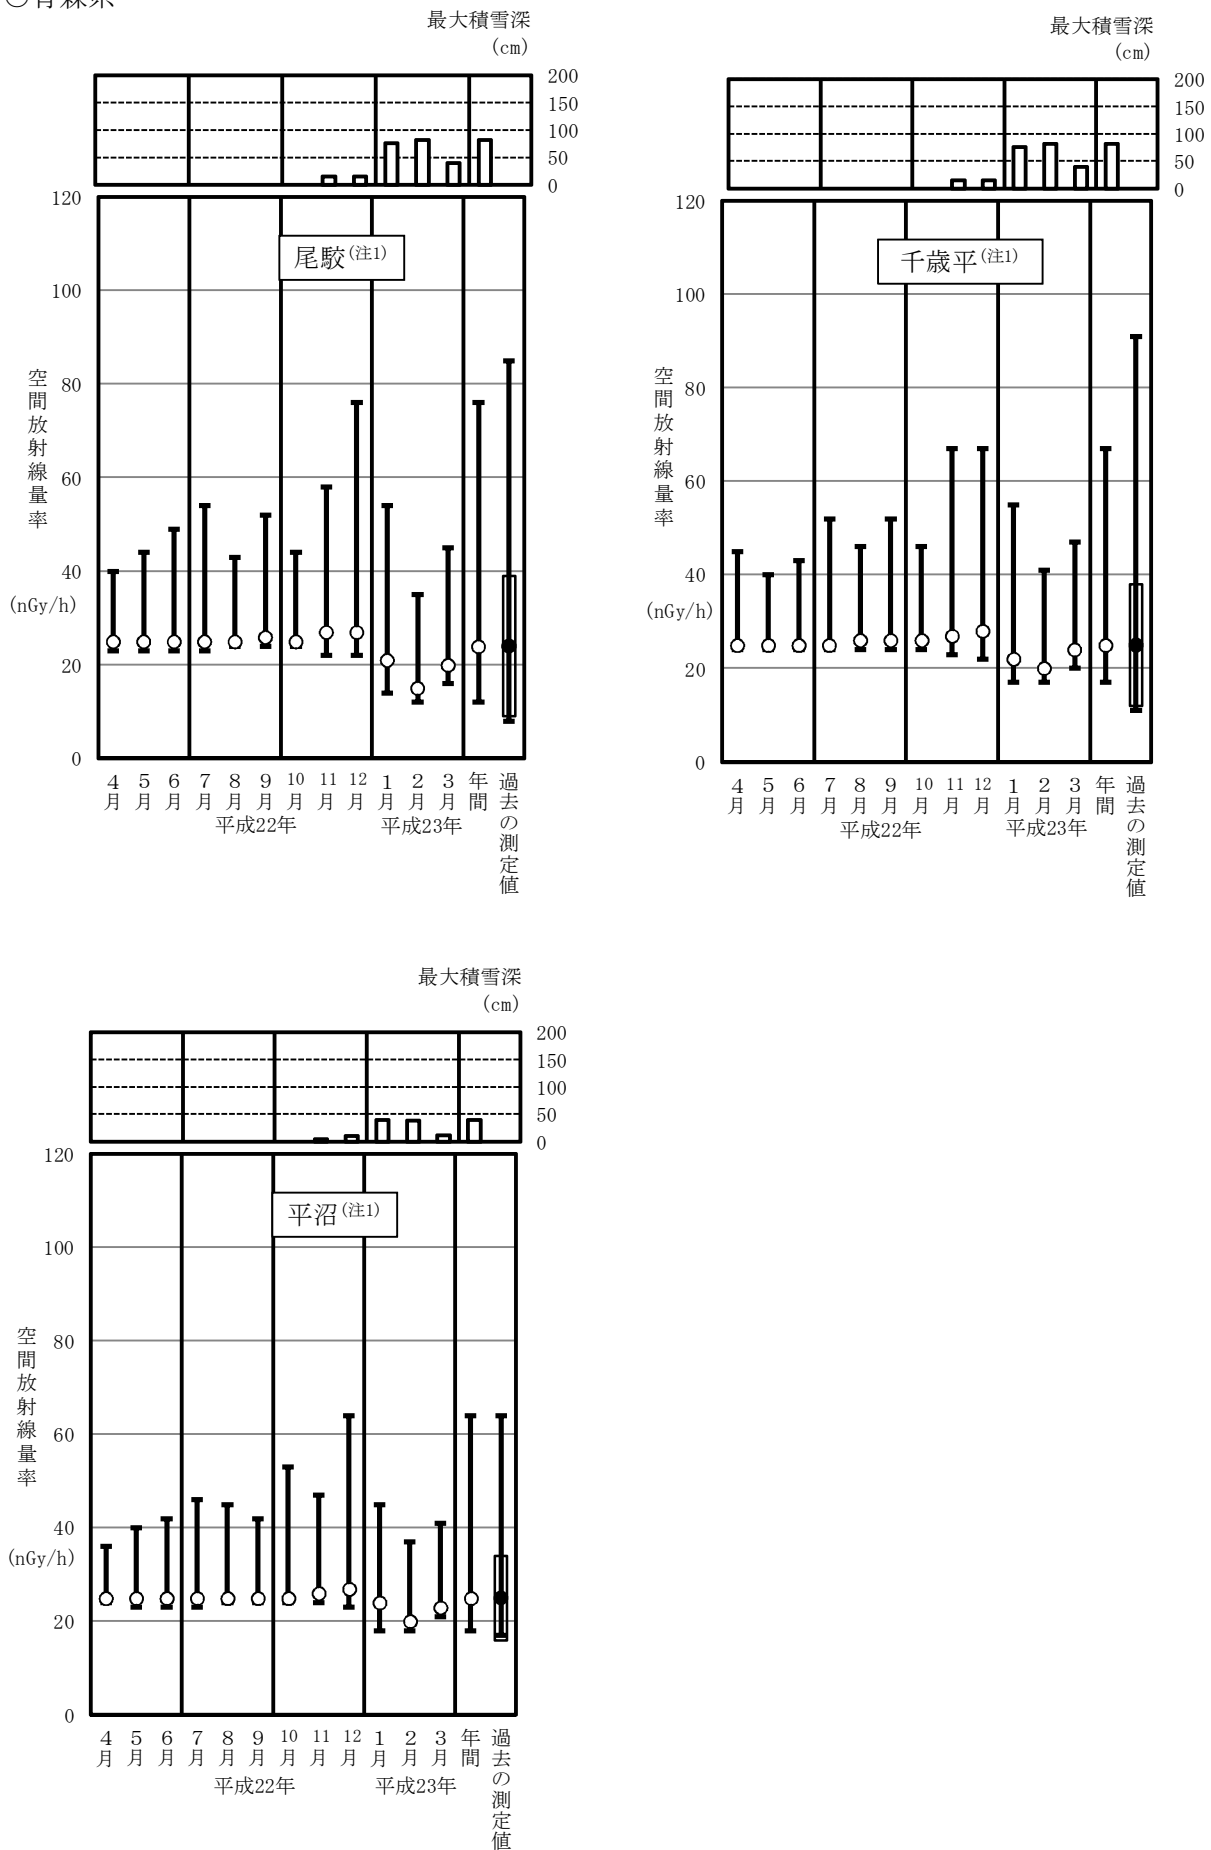 ○青森県
最大積雪深
(cm)
200
150
100
50
0
120
100
80
60
40
20
0
尾駮(注1)
空間放射線量率
(nGy/h)
4月 5月 6月 7月 8月 9月 10月 11月 12月 1月 2月 3月 年間 過去の測定値
平成22年 平成23年
最大積雪深
(cm)
200
150
100
50
0
120
100
80
60
40
20
0
千歳平(注1)
空間放射線量率
(nGy/h)
4月 5月 6月 7月 8月 9月 10月 11月 12月 1月 2月 3月 年間 過去の測定値
平成22年 平成23年
最大積雪深
(cm)
200
150
100
50
0
120
100
80
60
40
20
0
平沼(注1)
空間放射線量率
(nGy/h)
4月 5月 6月 7月 8月 9月 10月 11月 12月 1月 2月 3月 年間 過去の測定値
平成22年 平成23年